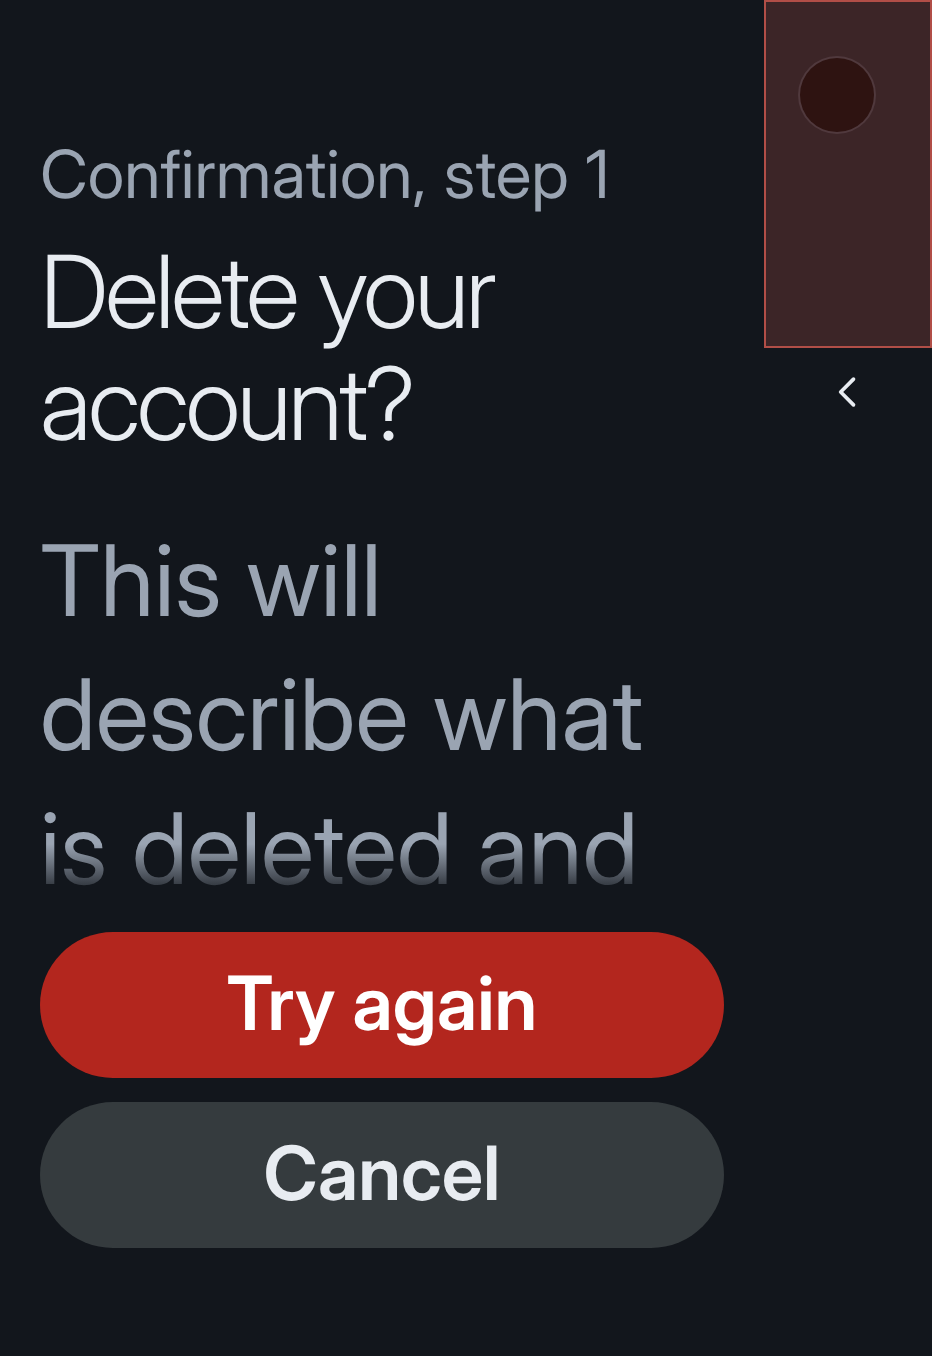 Confirmation, step 1
Delete your
account?
This will
describe what
is deleted and
Try again
Cancel